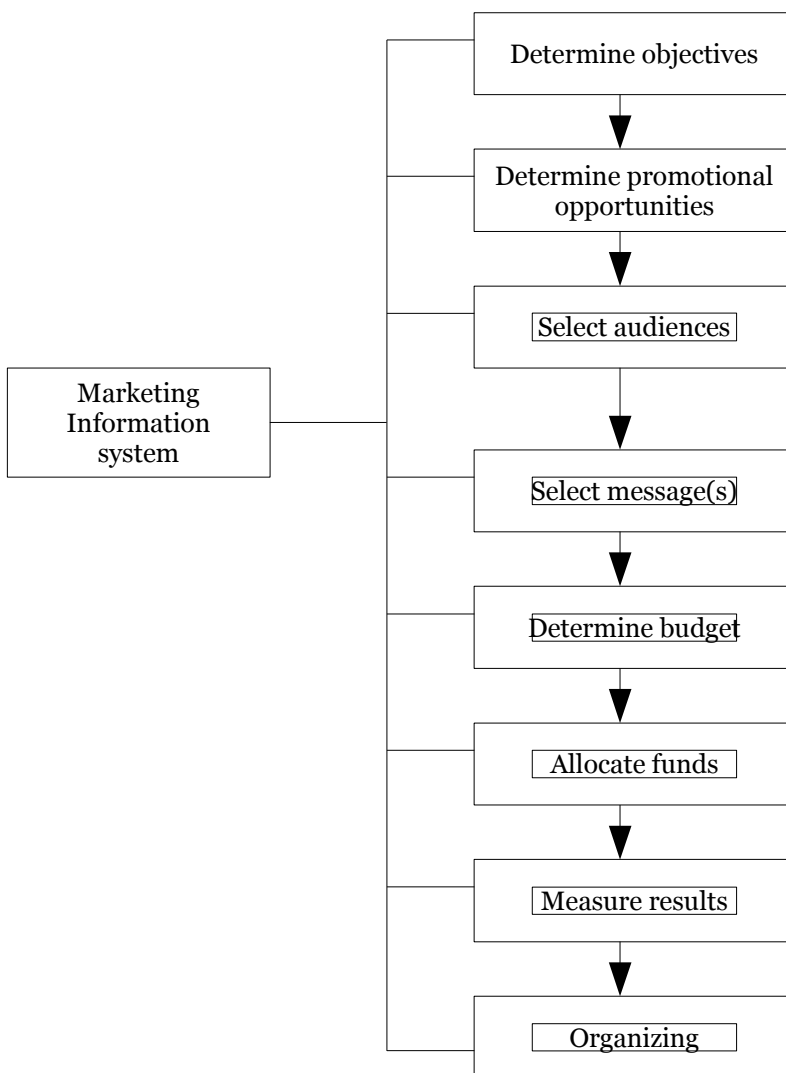 Determine objectives
Determine promotional
opportunities
Select audiences
Marketing
Information
system
Select message(s)
Determine budget
Allocate funds
Measure results
Organizing